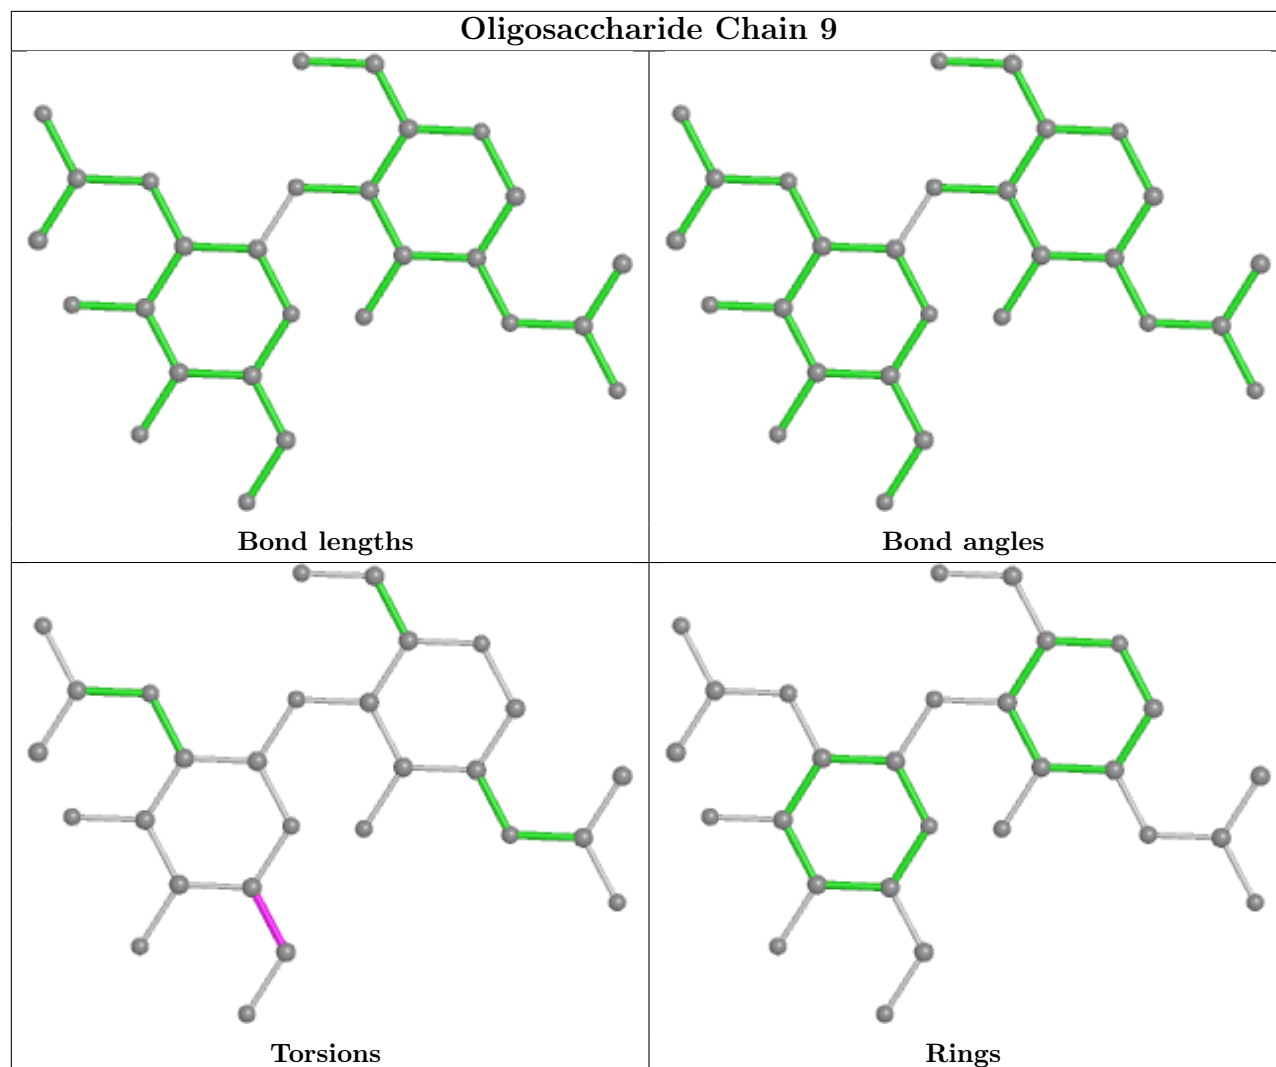 Oligosaccharide Chain 9
Bond lengths
Bond angles
Torsions
Rings